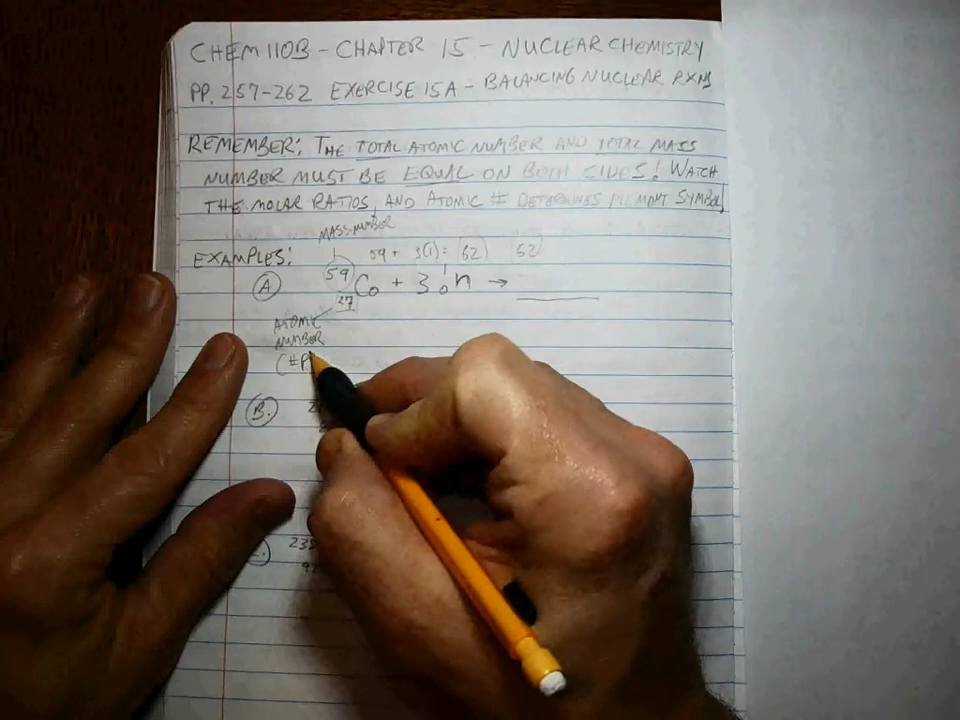 CHEM 110B - CHAPTER 15 - NUCLEAR CHEMISTRY
PP. 257-262 EXERCISE 15A - BALANCING NUCLEAR RXNS
REMEMBER: THE TOTAL ATOMIC NUMBER AND TOTAL MASS
NUMBER MUST BE EQUAL ON BOTH SIDES! WATCH
THE MOLAR RATIOS, AND ATOMIC # DETERMINES ELEMENT SYMBOL
MASS NUMBER
EXAMPLES: 59 + 3(1) = 62 62
A 59 27 Co + 3 1 0 n →
ATOMIC
NUMBER
(#P
B. 2